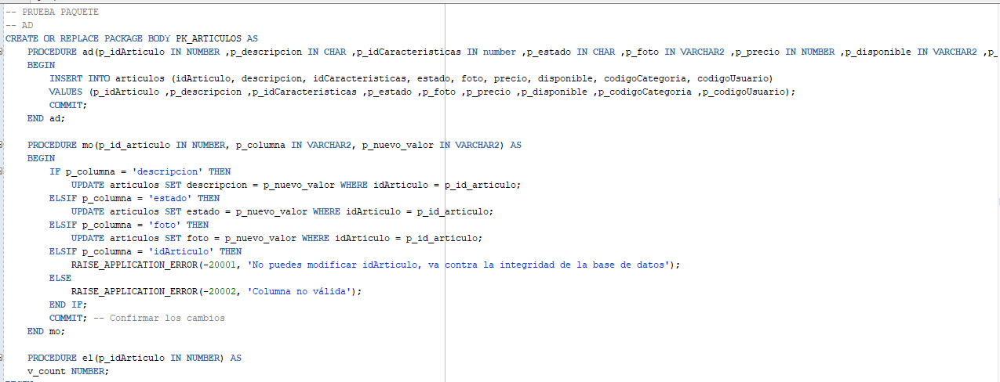 -- PRUEBA PAQUETE
-- AD
CREATE OR REPLACE PACKAGE BODY PK_ARTICULOS AS
    PROCEDURE ad(p_idArticulo IN NUMBER ,p_descripcion IN CHAR ,p_idCaracteristicas IN number ,p_estado IN CHAR ,p_foto IN VARCHAR2 ,p_precio IN NUMBER ,p_disponible IN VARCHAR2 ,p_
    BEGIN
        INSERT INTO articulos (idArticulo, descripcion, idCaracteristicas, estado, foto, precio, disponible, codigoCategoria, codigoUsuario)
        VALUES (p_idArticulo ,p_descripcion ,p_idCaracteristicas ,p_estado ,p_foto ,p_precio ,p_disponible ,p_codigoCategoria ,p_codigoUsuario);
        COMMIT;
    END ad;

    PROCEDURE mo(p_id_articulo IN NUMBER, p_columna IN VARCHAR2, p_nuevo_valor IN VARCHAR2) AS
    BEGIN
        IF p_columna = 'descripcion' THEN
            UPDATE articulos SET descripcion = p_nuevo_valor WHERE idArticulo = p_id_articulo;
        ELSIF p_columna = 'estado' THEN
            UPDATE articulos SET estado = p_nuevo_valor WHERE idArticulo = p_id_articulo;
        ELSIF p_columna = 'foto' THEN
            UPDATE articulos SET foto = p_nuevo_valor WHERE idArticulo = p_id_articulo;
        ELSIF p_columna = 'idArticulo' THEN
            RAISE_APPLICATION_ERROR(-20001, 'No puedes modificar idArticulo, va contra la integridad de la base de datos');
        ELSE
            RAISE_APPLICATION_ERROR(-20002, 'Columna no válida');
        END IF;
        COMMIT; -- Confirmar los cambios
    END mo;

    PROCEDURE el(p_idArticulo IN NUMBER) AS
    v_count NUMBER;